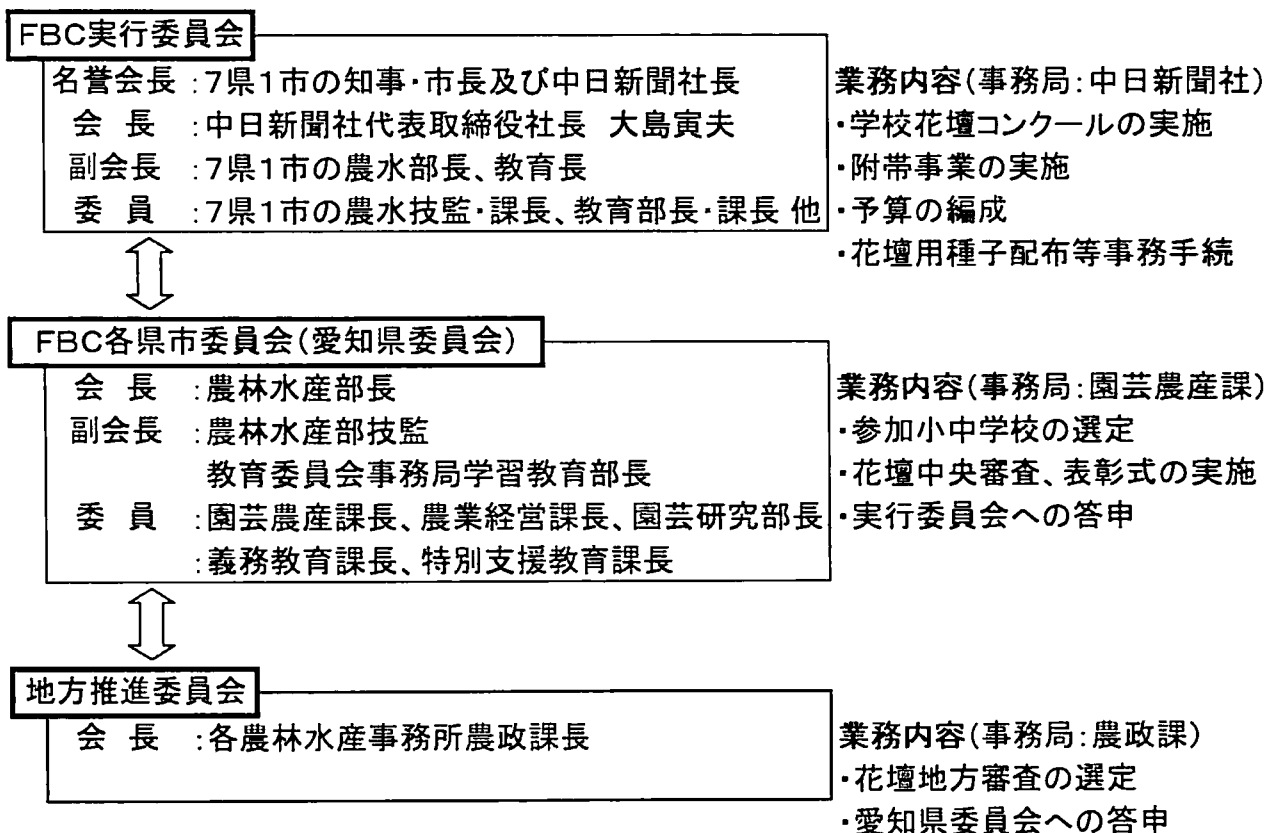 FBC実行委員会
名誉会長 :7県1市の知事・市長及び中日新聞社長
会 長 :中日新聞社代表取締役社長 大島寅夫
副会長 :7県1市の農水部長、教育長
委 員 :7県1市の農水技監・課長、教育部長・課長 他
業務内容(事務局:中日新聞社)
・学校花壇コンクールの実施
・附帯事業の実施
・予算の編成
・花壇用種子配布等事務手続
FBC各県市委員会(愛知県委員会)
会 長 :農林水産部長
副会長 :農林水産部技監
教育委員会事務局学習教育部長
委 員 :園芸農産課長、農業経営課長、園芸研究部長
:義務教育課長、特別支援教育課長
業務内容(事務局:園芸農産課)
・参加小中学校の選定
・花壇中央審査、表彰式の実施
・実行委員会への答申
地方推進委員会
会 長 :各農林水産事務所農政課長
業務内容(事務局:農政課)
・花壇地方審査の選定
・愛知県委員会への答申